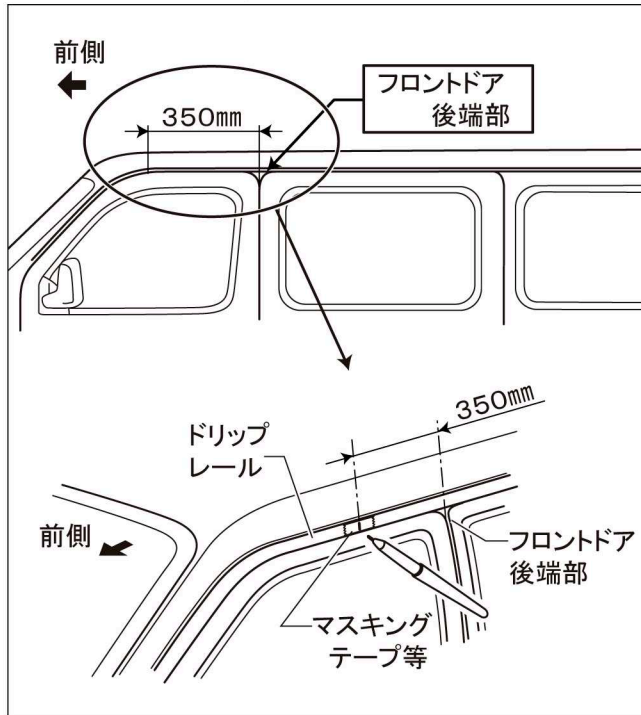 前側
350mm
フロントドア
後端部
350mm
ドリップ
レール
前側
フロントドア
後端部
マスキング
テープ等